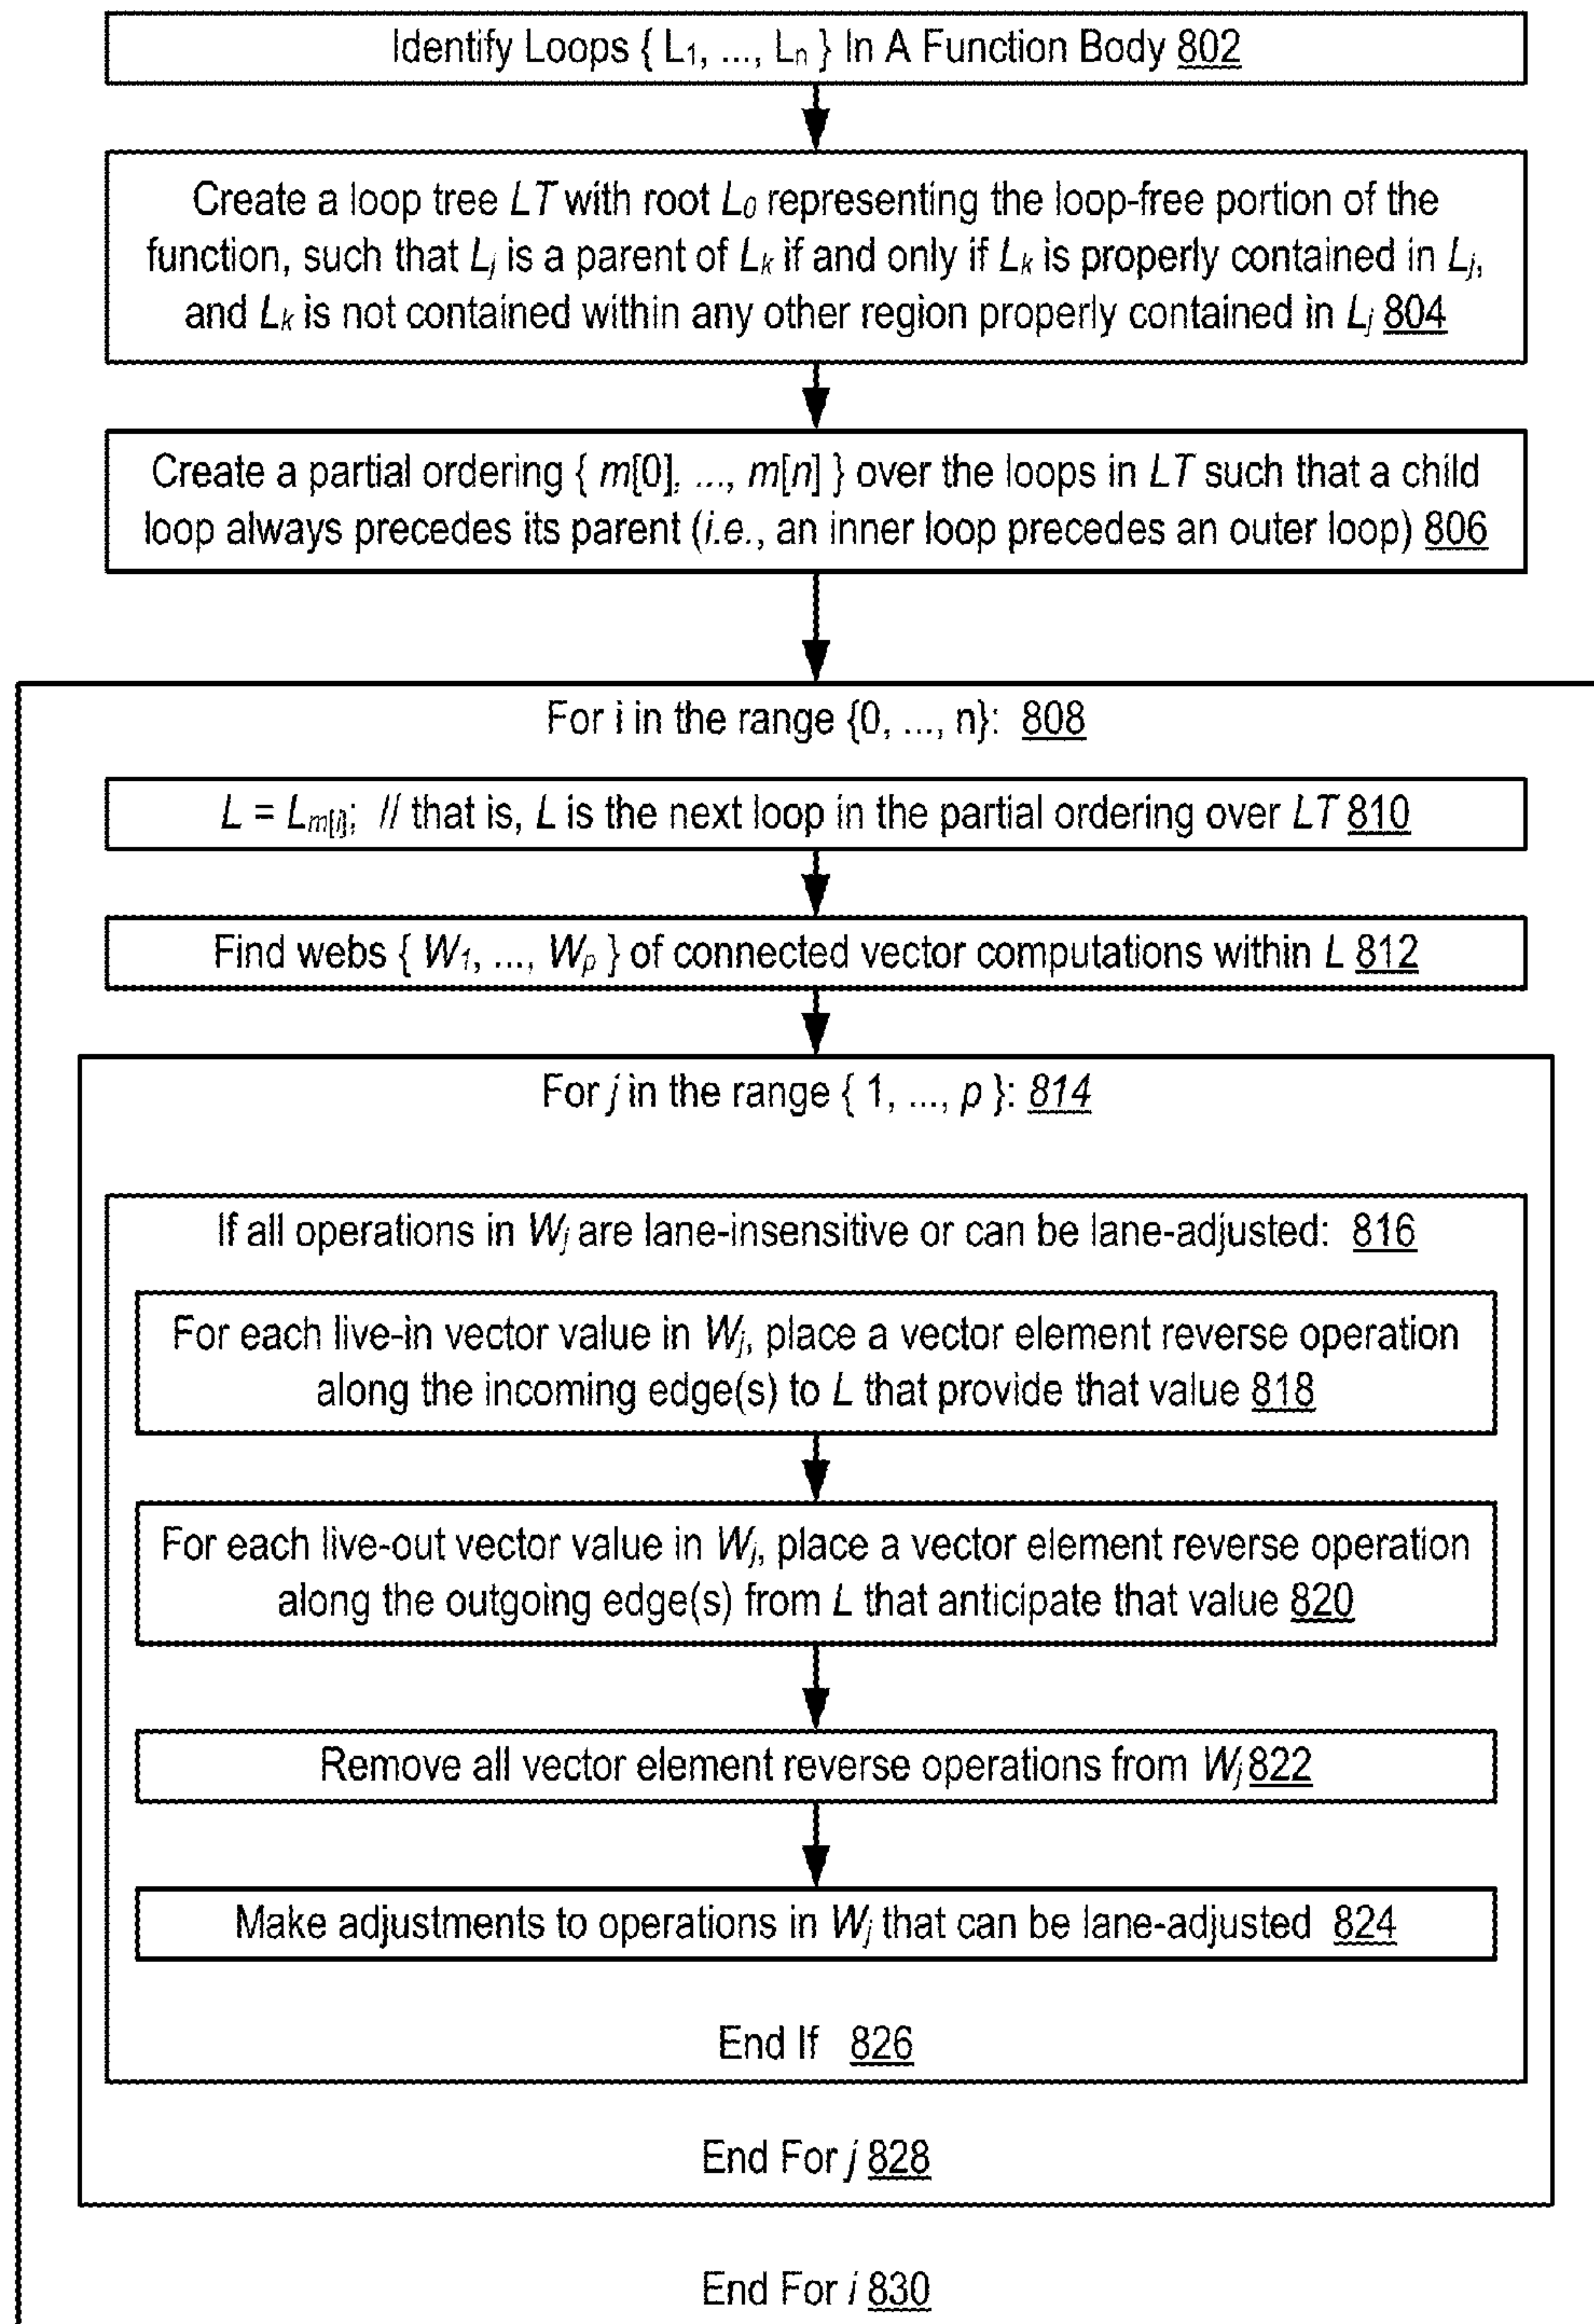 Identify Loops { L1, ..., Ln } In A Function Body 802
Create a loop tree LT with root L0 representing the loop-free portion of the
function, such that Lj is a parent of Lk if and only if Lk is properly contained in Lj,
and Lk is not contained within any other region properly contained in Lj 804
Create a partial ordering { m[0], ..., m[n] } over the loops in LT such that a child
loop always precedes its parent (i.e., an inner loop precedes an outer loop) 806
For i in the range {0, ..., n}: 808
L = Lm[i]; // that is, L is the next loop in the partial ordering over LT 810
Find webs { W1, ..., Wp } of connected vector computations within L 812
For j in the range { 1, ..., p }: 814
If all operations in Wj are lane-insensitive or can be lane-adjusted: 816
For each live-in vector value in Wj, place a vector element reverse operation
along the incoming edge(s) to L that provide that value 818
For each live-out vector value in Wj, place a vector element reverse operation
along the outgoing edge(s) from L that anticipate that value 820
Remove all vector element reverse operations from Wj 822
Make adjustments to operations in Wj that can be lane-adjusted 824
End If 826
End For j 828
End For i 830